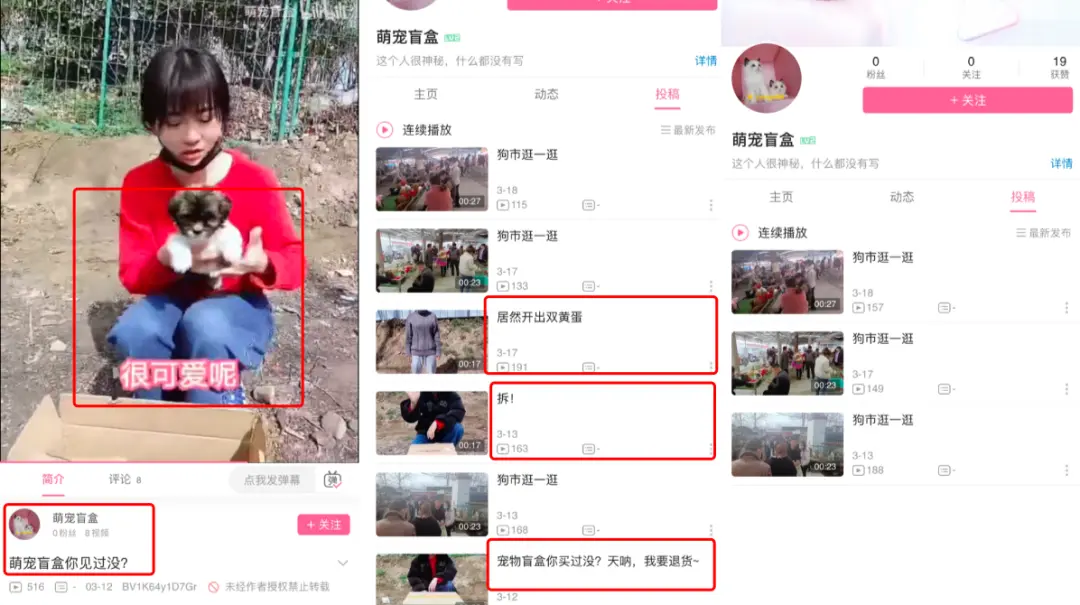 萌宠盲盒 bilibili
很可爱呢
简介
评论 8
点我发弹幕
弹
萌宠盲盒
0粉丝 8视频
+ 关注
萌宠盲盒你见过没?
516 - 03-12 BV1K64y1D7Gr 未经作者授权禁止转载
+ 关注
萌宠盲盒
这个人很神秘，什么都没有写
详情
主页
动态
投稿
连续播放
最新发布
狗市逛一逛
3-18
00:27
115 -
狗市逛一逛
3-17
00:23
133 -
居然开出双黄蛋
3-17
00:17
191 -
拆!
3-13
00:17
163 -
狗市逛一逛
3-13
00:23
168 -
宠物盲盒你买过没? 天呐，我要退货~
3-12
0
粉丝
0
关注
19
获赞
+ 关注
萌宠盲盒
这个人很神秘，什么都没有写
详情
主页
动态
投稿
连续播放
最新发布
狗市逛一逛
3-18
00:27
157 -
狗市逛一逛
3-17
00:23
149 -
狗市逛一逛
3-13
00:23
188 -